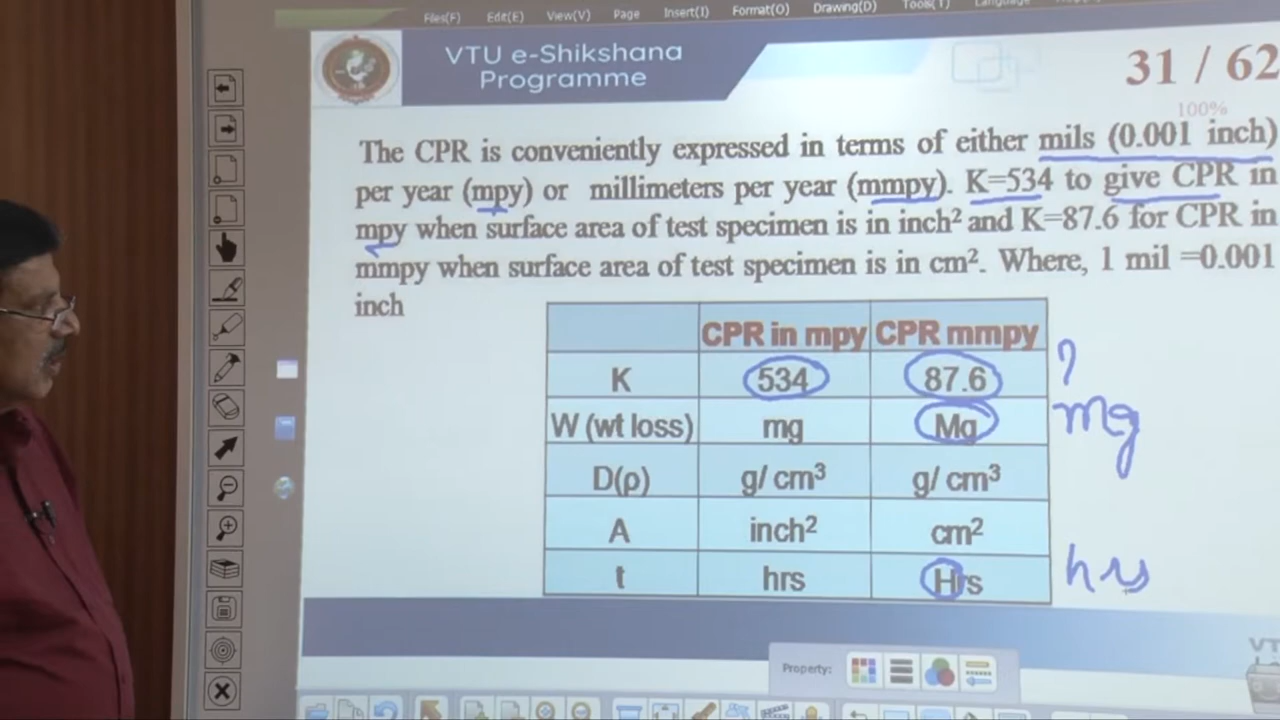 Files(F) Edit(E) View(V) Page Insert(I) Format(O) Drawing(D) Tools(T) Language
VTU e-Shikshana
Programme
31 / 62
100%
The CPR is conveniently expressed in terms of either mils (0.001 inch)
per year (mpy) or millimeters per year (mmpy). K=534 to give CPR in
mpy when surface area of test specimen is in inch² and K=87.6 for CPR in
mmpy when surface area of test specimen is in cm². Where, 1 mil =0.001
inch
CPR in mpy CPR mmpy
K 534 87.6 ?
W (wt loss) mg Mg mg
D(ρ) g/ cm³ g/ cm³
A inch² cm²
t hrs Hrs hrs
Property:
VT